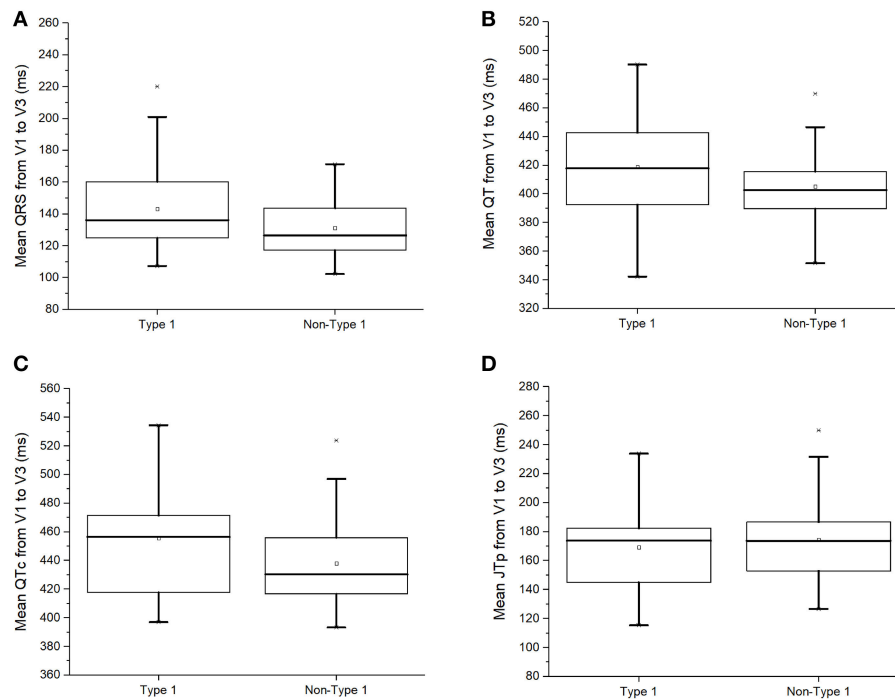 A
Mean QRS from V1 to V3 (ms)
260
240
220
200
180
160
140
120
100
80
Type 1
Non-Type 1
B
Mean QT from V1 to V3 (ms)
520
500
480
460
440
420
400
380
360
340
320
Type 1
Non-Type 1
C
Mean QTc from V1 to V3 (ms)
560
540
520
500
480
460
440
420
400
380
360
Type 1
Non-Type 1
D
Mean JTp from V1 to V3 (ms)
280
260
240
220
200
180
160
140
120
100
80
Type 1
Non-Type 1